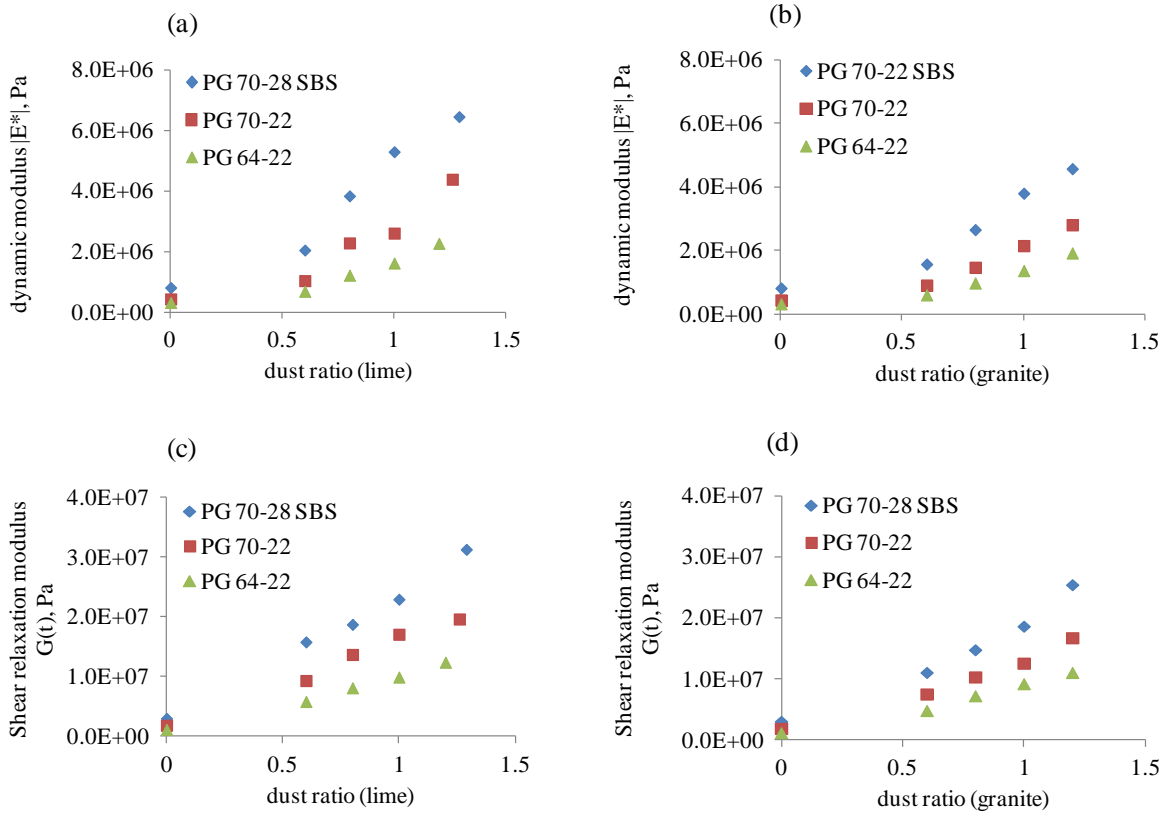 (a)
dynamic modulus |E*|, Pa
8.0E+06
6.0E+06
4.0E+06
2.0E+06
0.0E+00
PG 70-28 SBS
PG 70-22
PG 64-22
0
0.5
1
1.5
dust ratio (lime)
(b)
dynamic modulus |E*|, Pa
8.0E+06
6.0E+06
4.0E+06
2.0E+06
0.0E+00
PG 70-22 SBS
PG 70-22
PG 64-22
0
0.5
1
1.5
dust ratio (granite)
(c)
Shear relaxation modulus
G(t), Pa
4.0E+07
3.0E+07
2.0E+07
1.0E+07
0.0E+00
PG 70-28 SBS
PG 70-22
PG 64-22
0
0.5
1
1.5
dust ratio (lime)
(d)
Shear relaxation modulus
G(t), Pa
4.0E+07
3.0E+07
2.0E+07
1.0E+07
0.0E+00
PG 70-28 SBS
PG 70-22
PG 64-22
0
0.5
1
1.5
dust ratio (granite)